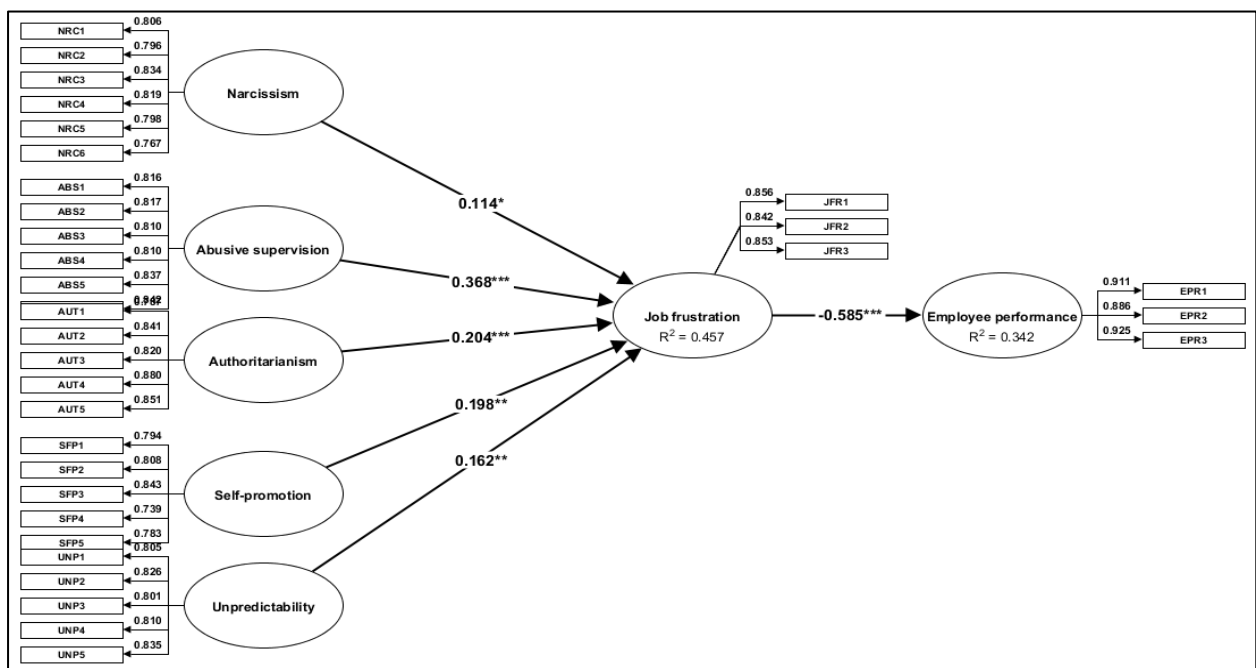 NRC1 0.806
NRC2 0.796
NRC3 0.834
NRC4 0.819
NRC5 0.798
NRC6 0.767
Narcissism
ABS1 0.816
ABS2 0.817
ABS3 0.810
ABS4 0.810
ABS5 0.837
Abusive supervision
AUT1
AUT2 0.841
AUT3 0.820
AUT4 0.880
AUT5 0.851
Authoritarianism
SFP1 0.794
SFP2 0.808
SFP3 0.843
SFP4 0.739
SFP5 0.783
Self-promotion
UNP1 0.805
UNP2 0.826
UNP3 0.801
UNP4 0.810
UNP5 0.835
Unpredictability
0.114*
0.368***
0.204***
0.198**
0.162**
0.856 JFR1
0.842 JFR2
0.853 JFR3
Job frustration
R² = 0.457
-0.585***
Employee performance
R² = 0.342
0.911 EPR1
0.886 EPR2
0.925 EPR3